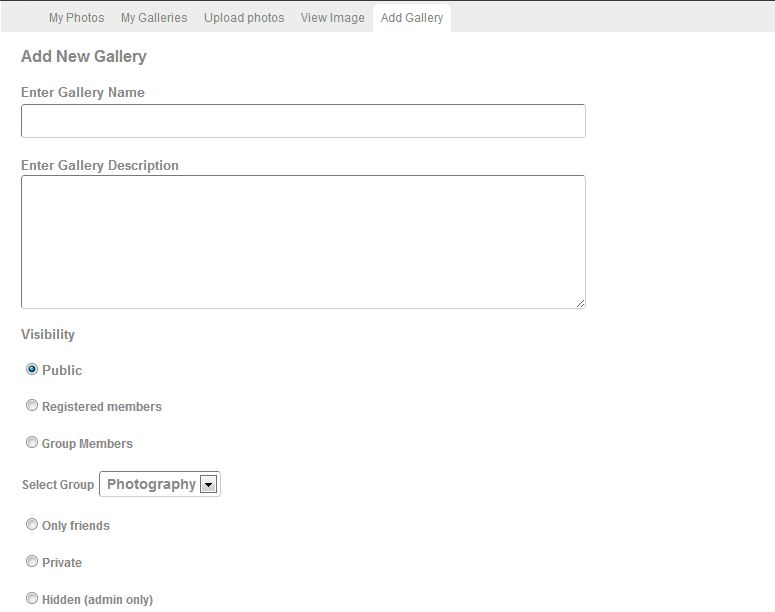 My Photos My Galleries Upload photos View Image Add Gallery
Add New Gallery
Enter Gallery Name
Enter Gallery Description
Visibility
Public
Registered members
Group Members
Select Group Photography
Only friends
Private
Hidden (admin only)